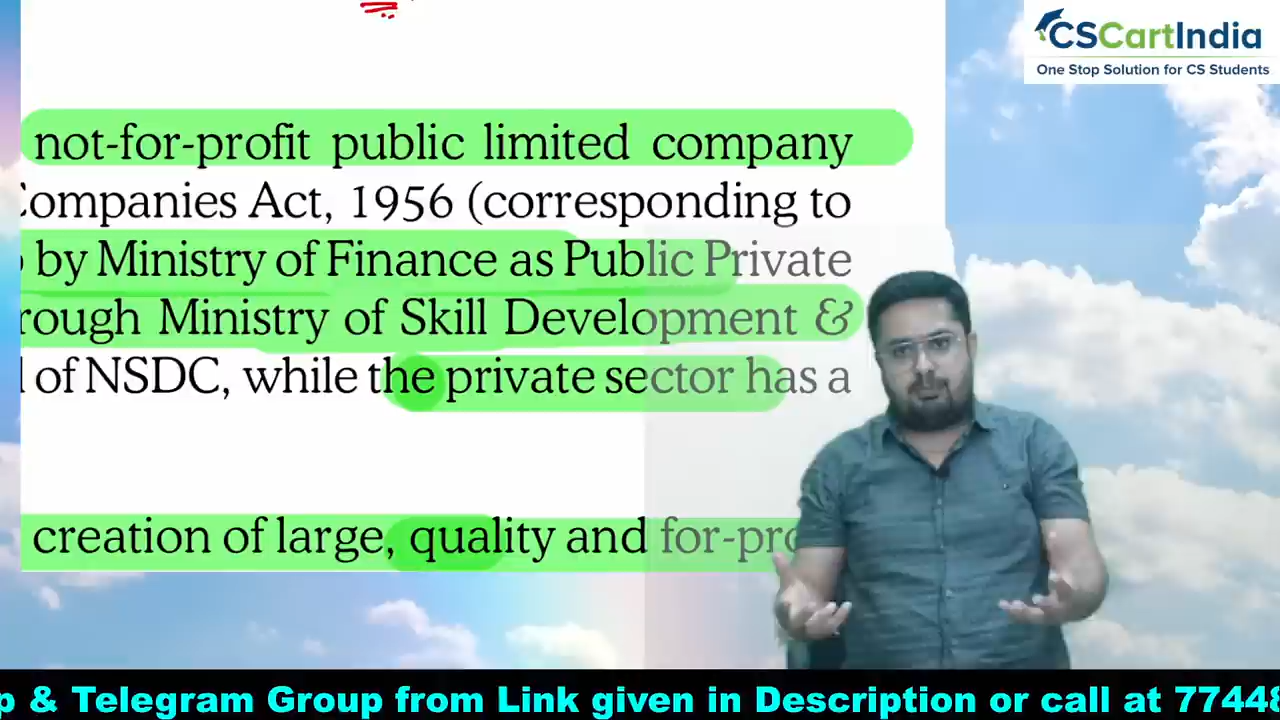 CSCartIndia
One Stop Solution for CS Students
not-for-profit public limited company
Companies Act, 1956 (corresponding to
by Ministry of Finance as Public Private
rough Ministry of Skill Development &
of NSDC, while the private sector has a
creation of large, quality and for-pro
p & Telegram Group from Link given in Description or call at 77448